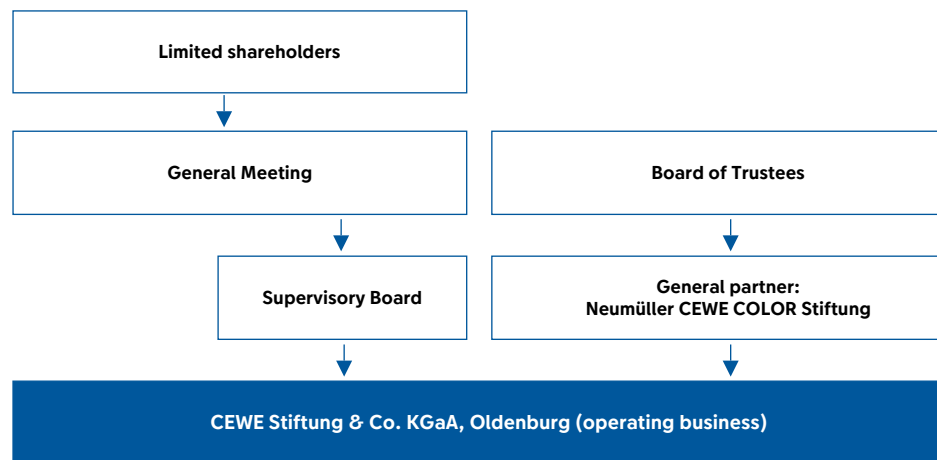 Limited shareholders
General Meeting
Board of Trustees
Supervisory Board
General partner:
Neumüller CEWE COLOR Stiftung
CEWE Stiftung & Co. KGaA, Oldenburg (operating business)